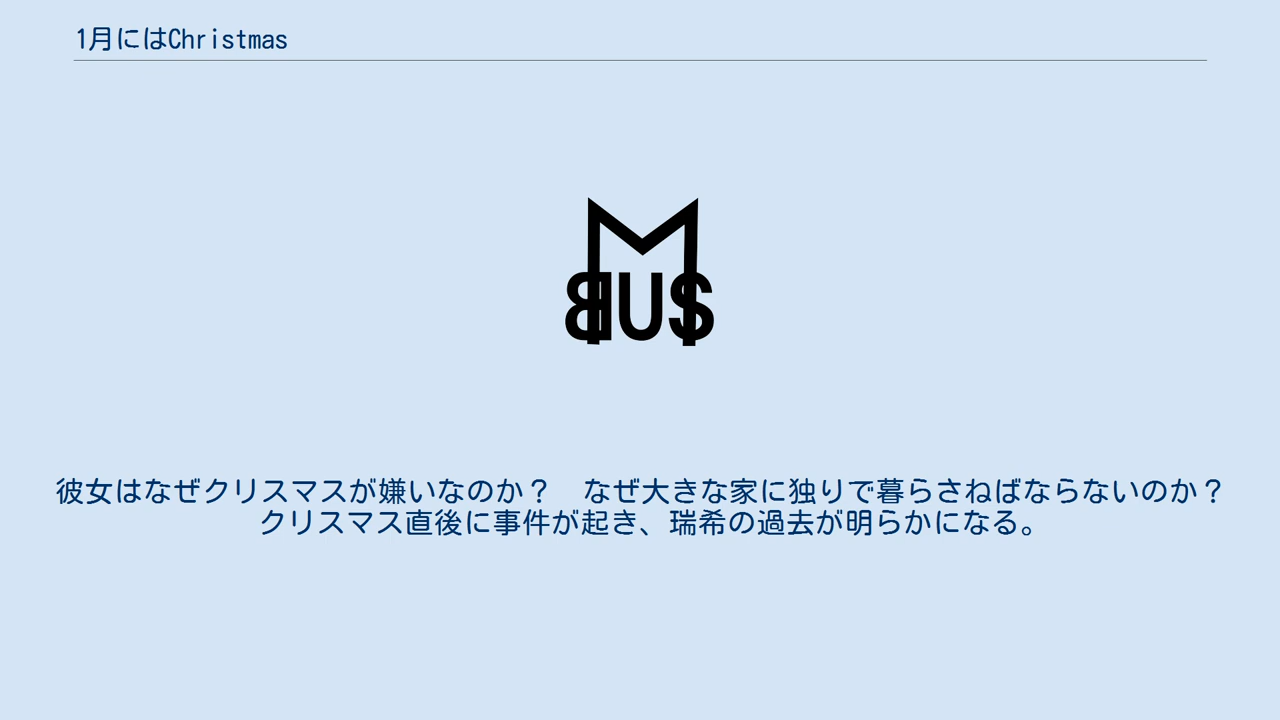 1月にはChristmas
M
BUS
彼女はなぜクリスマスが嫌いなのか？　なぜ大きな家に独りで暮らさねばならないのか？
クリスマス直後に事件が起き、瑞希の過去が明らかになる。